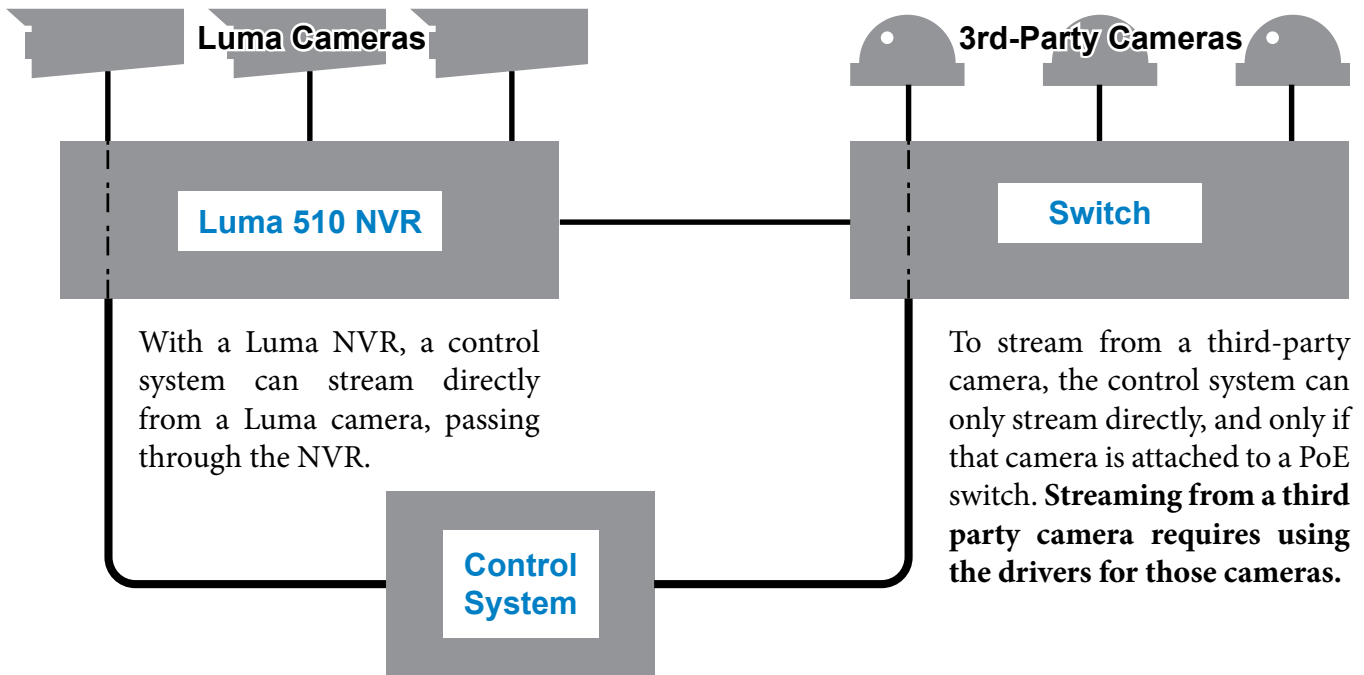 Luma Cameras
3rd-Party Cameras
Luma 510 NVR
Switch
With a Luma NVR, a control
system can stream directly
from a Luma camera, passing
through the NVR.
To stream from a third-party
camera, the control system can
only stream directly, and only if
that camera is attached to a PoE
switch. Streaming from a third
party camera requires using
the drivers for those cameras.
Control
System